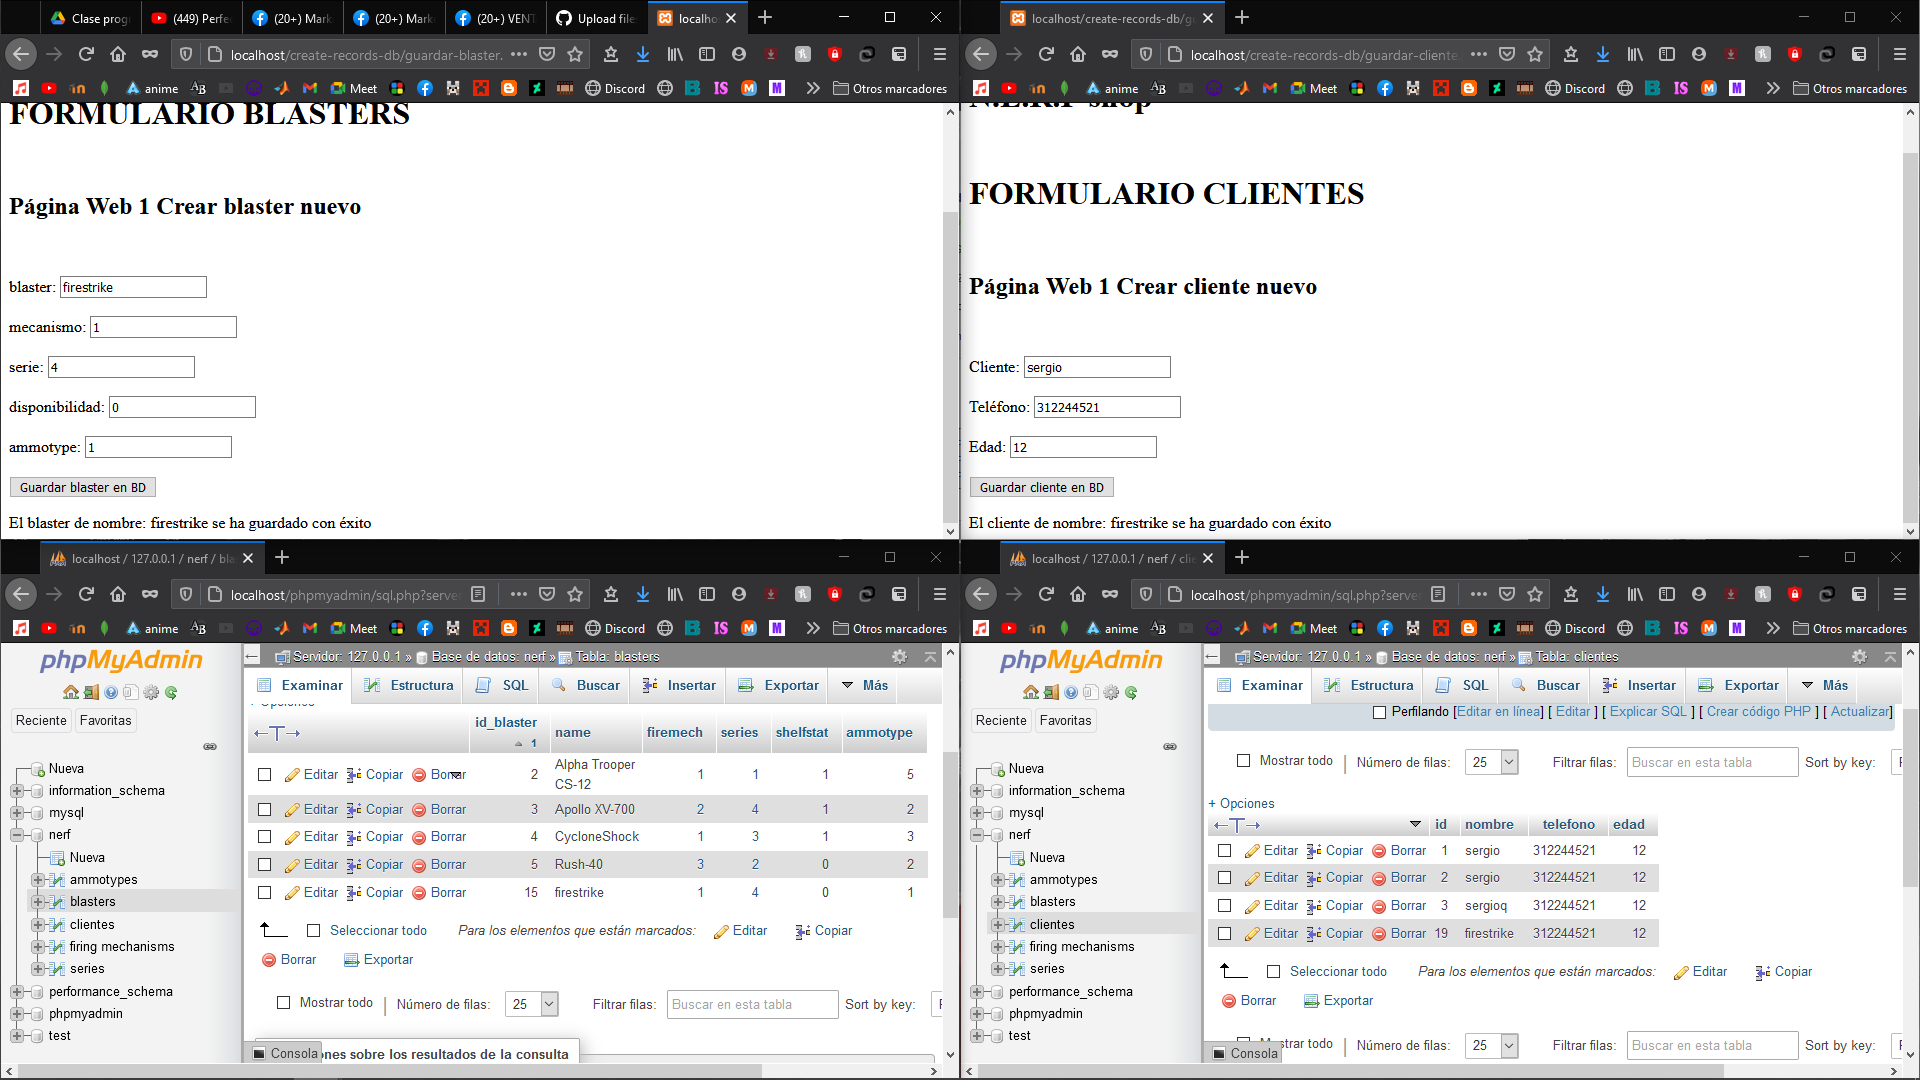 Clase prog
(449) Perfe
(20+) Mark
(20+) Mark
(20+) VENT
Upload file
localho
localhost/create-records-db/guardar-blaster.
anime
Meet
Discord
Otros marcadores
FORMULARIO BLASTERS
Página Web 1 Crear blaster nuevo
blaster: firestrike
mecanismo: 1
serie: 4
disponibilidad: 0
ammotype: 1
Guardar blaster en BD
El blaster de nombre: firestrike se ha guardado con éxito
localhost/create-records-db/gu
localhost/create-records-db/guardar-cliente.
anime
Meet
Discord
Otros marcadores
N.E.R.F shop
FORMULARIO CLIENTES
Página Web 1 Crear cliente nuevo
Cliente: sergio
Teléfono: 312244521
Edad: 12
Guardar cliente en BD
El cliente de nombre: firestrike se ha guardado con éxito
localhost / 127.0.0.1 / nerf / bla
localhost/phpmyadmin/sql.php?server
anime
Meet
Discord
Otros marcadores
phpMyAdmin
Reciente Favoritas
Nueva
information_schema
mysql
nerf
Nueva
ammotypes
blasters
clientes
firing mechanisms
series
performance_schema
phpmyadmin
test
Servidor: 127.0.0.1 » Base de datos: nerf » Tabla: blasters
Examinar Estructura SQL Buscar Insertar Exportar Más
+ Opciones
id_blaster 1 name firemech series shelfstat ammotype
Editar Copiar Borrar 2 Alpha Trooper CS-12 1 1 1 5
Editar Copiar Borrar 3 Apollo XV-700 2 4 1 2
Editar Copiar Borrar 4 CycloneShock 1 3 1 3
Editar Copiar Borrar 5 Rush-40 3 2 0 2
Editar Copiar Borrar 15 firestrike 1 4 0 1
Seleccionar todo Para los elementos que están marcados: Editar Copiar
Borrar Exportar
Mostrar todo | Número de filas: 25 Filtrar filas: Buscar en esta tabla Sort by key:
Consola
ones sobre los resultados de la consulta
localhost / 127.0.0.1 / nerf / clie
localhost/phpmyadmin/sql.php?server
anime
Meet
Discord
Otros marcadores
phpMyAdmin
Reciente Favoritas
Nueva
information_schema
mysql
nerf
Nueva
ammotypes
blasters
clientes
firing mechanisms
series
performance_schema
phpmyadmin
test
Servidor: 127.0.0.1 » Base de datos: nerf » Tabla: clientes
Examinar Estructura SQL Buscar Insertar Exportar Más
Perfilando [Editar en línea] [ Editar ] [ Explicar SQL ] [ Crear código PHP ] [ Actualizar]
Mostrar todo | Número de filas: 25 Filtrar filas: Buscar en esta tabla Sort by key:
+ Opciones
id nombre telefono edad
Editar Copiar Borrar 1 sergio 312244521 12
Editar Copiar Borrar 2 sergio 312244521 12
Editar Copiar Borrar 3 sergioq 312244521 12
Editar Copiar Borrar 19 firestrike 312244521 12
Seleccionar todo Para los elementos que están marcados: Editar Copiar
Borrar Exportar
strar todo | Número de filas: 25 Filtrar filas: Buscar en esta tabla Sort by key:
Consola